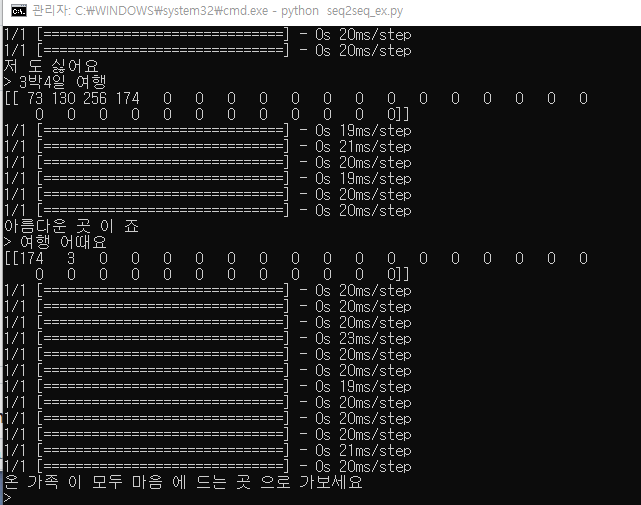 관리자: C:₩WINDOWS₩system32₩cmd.exe - python  seq2seq_ex.py
1/1 [==============================] - 0s 20ms/step
1/1 [==============================] - 0s 20ms/step
저 도 싫어요
> 3박4일 여행
[[ 73 130 256 174   0   0   0   0   0   0   0   0   0   0   0   0   0   0
    0   0   0   0   0   0   0   0   0   0   0   0]]
1/1 [==============================] - 0s 19ms/step
1/1 [==============================] - 0s 21ms/step
1/1 [==============================] - 0s 20ms/step
1/1 [==============================] - 0s 19ms/step
1/1 [==============================] - 0s 20ms/step
1/1 [==============================] - 0s 20ms/step
아름다운 곳 이 죠
> 여행 어때요
[[174   3   0   0   0   0   0   0   0   0   0   0   0   0   0   0   0   0
    0   0   0   0   0   0   0   0   0   0   0   0]]
1/1 [==============================] - 0s 20ms/step
1/1 [==============================] - 0s 20ms/step
1/1 [==============================] - 0s 20ms/step
1/1 [==============================] - 0s 23ms/step
1/1 [==============================] - 0s 20ms/step
1/1 [==============================] - 0s 20ms/step
1/1 [==============================] - 0s 19ms/step
1/1 [==============================] - 0s 20ms/step
1/1 [==============================] - 0s 20ms/step
1/1 [==============================] - 0s 20ms/step
1/1 [==============================] - 0s 21ms/step
1/1 [==============================] - 0s 20ms/step
온 가족 이 모두 마음 에 드는 곳 으로 가보세요
>